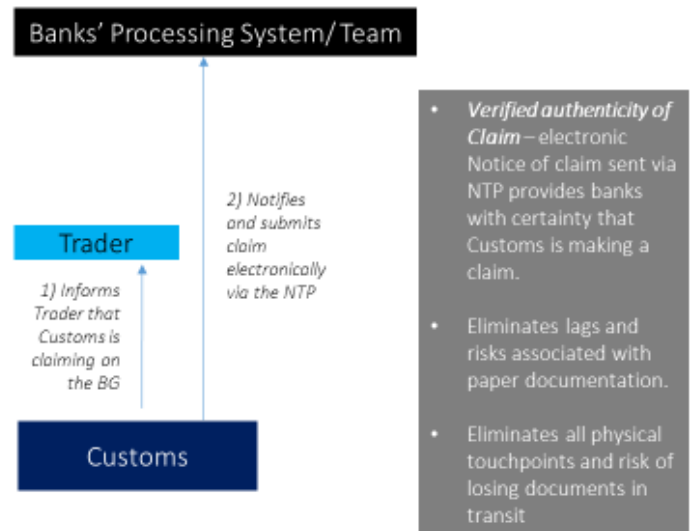 Banks' Processing System/ Team
Trader
1) Informs
Trader that
Customs is
claiming on
the BG
2) Notifies
and submits
claim
electronically
via the NTP
Customs
• Verified authenticity of
Claim – electronic
Notice of claim sent via
NTP provides banks
with certainty that
Customs is making a
claim.
• Eliminates lags and
risks associated with
paper documentation.
• Eliminates all physical
touchpoints and risk of
losing documents in
transit